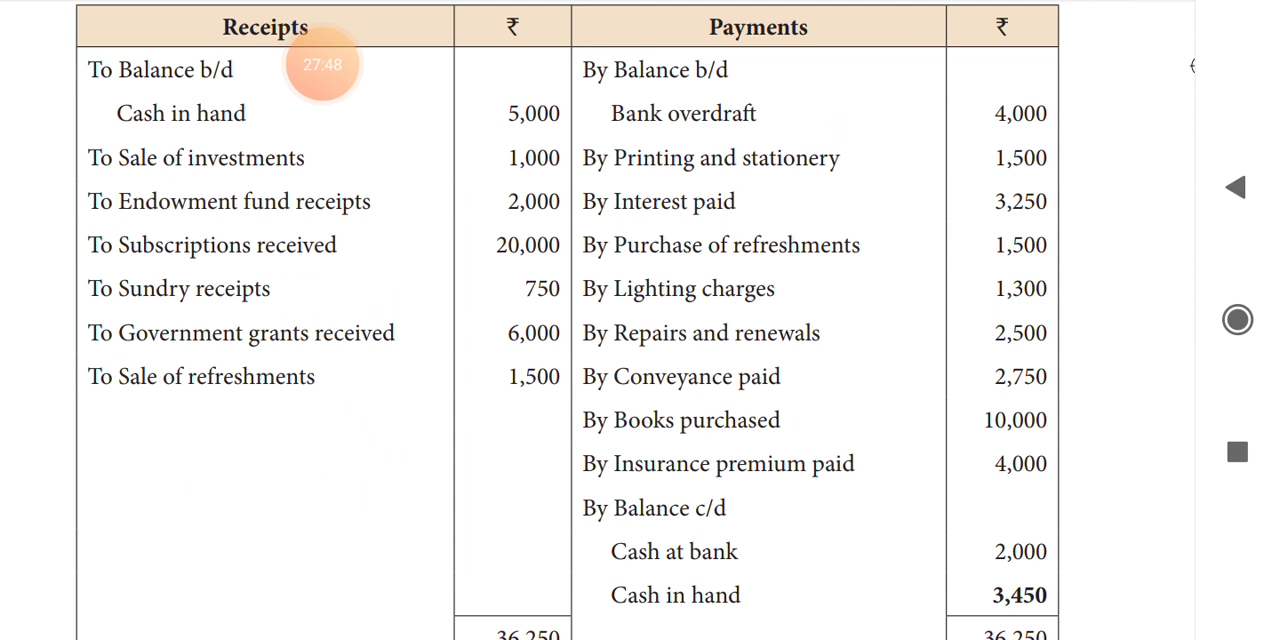 Receipts ₹ Payments ₹
27:48
To Balance b/d By Balance b/d
Cash in hand 5,000 Bank overdraft 4,000
To Sale of investments 1,000 By Printing and stationery 1,500
To Endowment fund receipts 2,000 By Interest paid 3,250
To Subscriptions received 20,000 By Purchase of refreshments 1,500
To Sundry receipts 750 By Lighting charges 1,300
To Government grants received 6,000 By Repairs and renewals 2,500
To Sale of refreshments 1,500 By Conveyance paid 2,750
By Books purchased 10,000
By Insurance premium paid 4,000
By Balance c/d
Cash at bank 2,000
Cash in hand 3,450
36,250 36,250